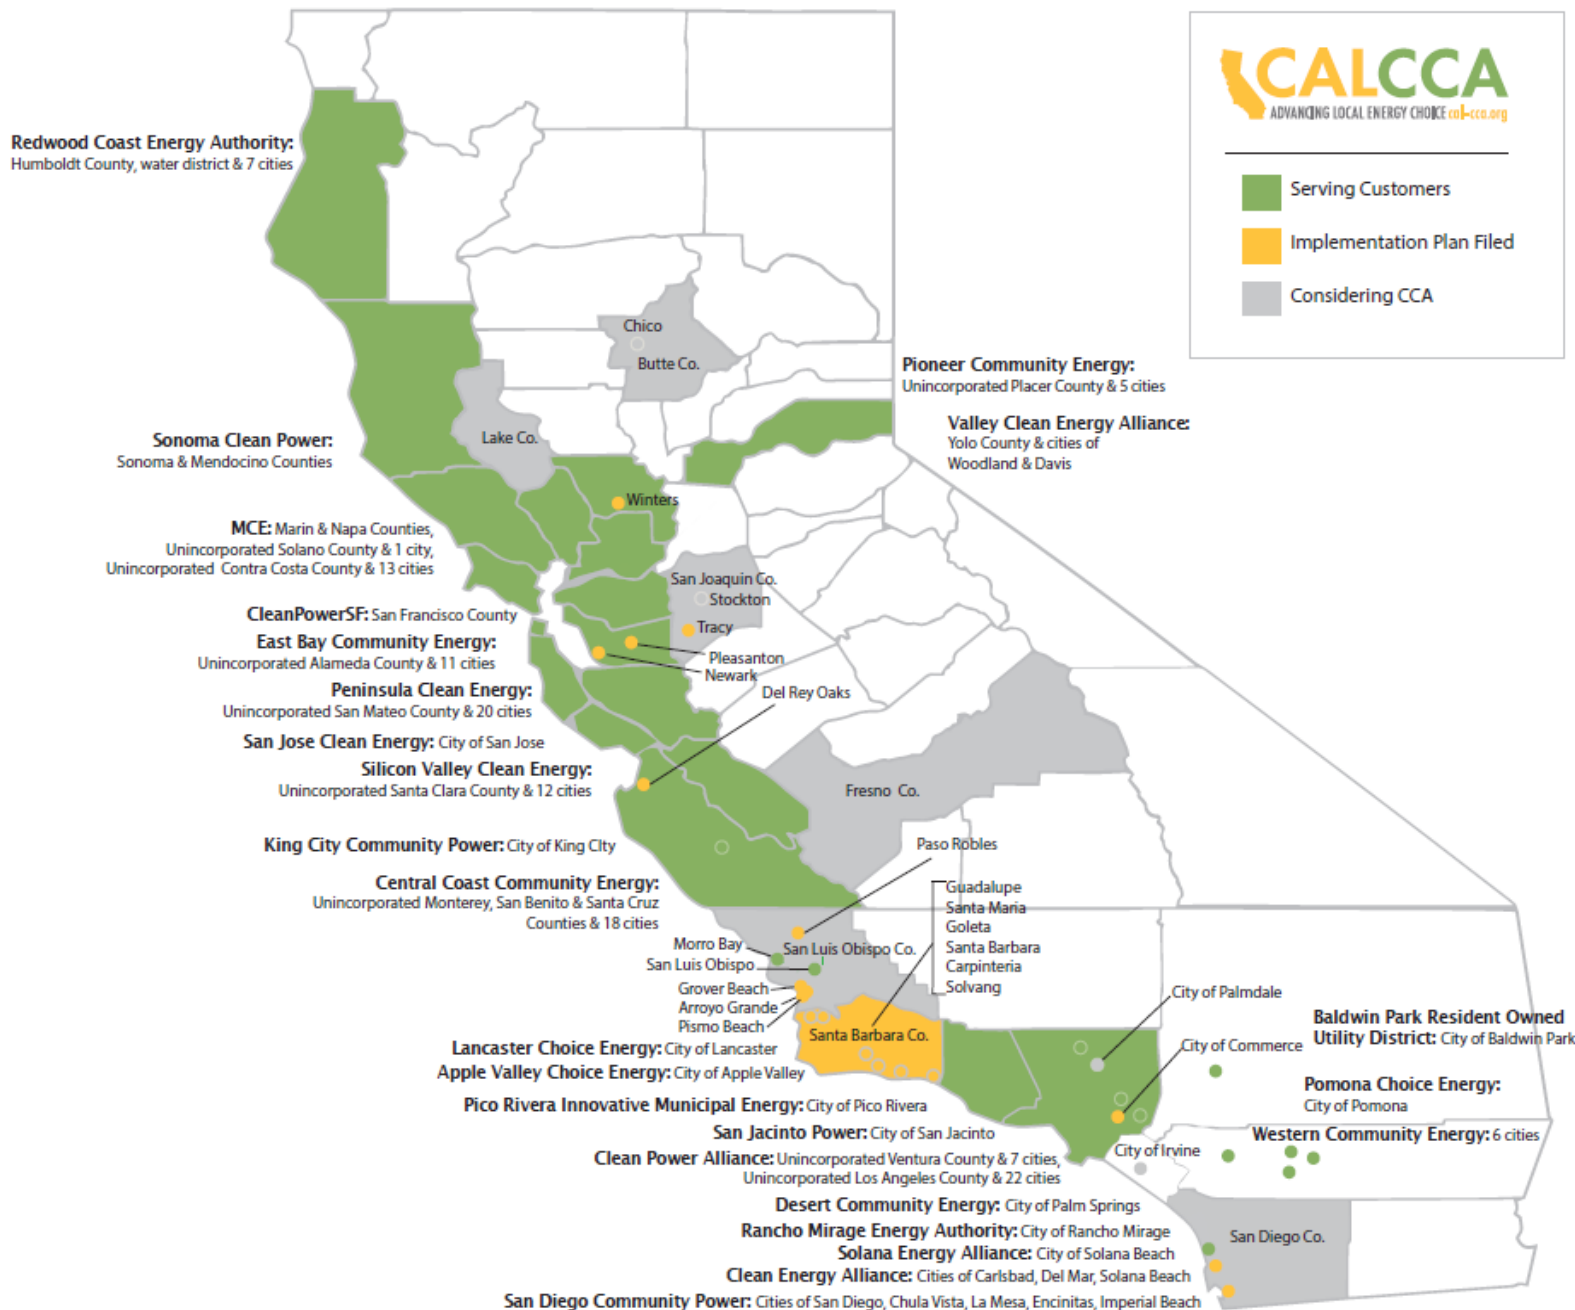 CALCCA
ADVANCING LOCAL ENERGY CHOICE cal-cca.org
Serving Customers
Implementation Plan Filed
Considering CCA
Redwood Coast Energy Authority:
Humboldt County, water district & 7 cities
Chico
Butte Co.
Pioneer Community Energy:
Unincorporated Placer County & 5 cities
Valley Clean Energy Alliance:
Yolo County & cities of
Woodland & Davis
Lake Co.
Sonoma Clean Power:
Sonoma & Mendocino Counties
Winters
MCE: Marin & Napa Counties,
Unincorporated Solano County & 1 city,
Unincorporated Contra Costa County & 13 cities
San Joaquin Co.
Stockton
Tracy
CleanPowerSF: San Francisco County
East Bay Community Energy:
Unincorporated Alameda County & 11 cities
Pleasanton
Newark
Peninsula Clean Energy:
Unincorporated San Mateo County & 20 cities
Del Rey Oaks
San Jose Clean Energy: City of San Jose
Silicon Valley Clean Energy:
Unincorporated Santa Clara County & 12 cities
Fresno Co.
King City Community Power: City of King CIty
Paso Robles
Central Coast Community Energy:
Unincorporated Monterey, San Benito & Santa Cruz
Counties & 18 cities
Guadalupe
Santa Maria
Goleta
Santa Barbara
Carpinteria
Solvang
Morro Bay
San Luis Obispo Co.
San Luis Obispo
Grover Beach
Arroyo Grande
Pismo Beach
Santa Barbara Co.
City of Palmdale
City of Commerce
Baldwin Park Resident Owned
Utility District: City of Baldwin Park
Lancaster Choice Energy: City of Lancaster
Apple Valley Choice Energy: City of Apple Valley
Pomona Choice Energy:
City of Pomona
Pico Rivera Innovative Municipal Energy: City of Pico Rivera
San Jacinto Power: City of San Jacinto
Western Community Energy: 6 cities
City of Irvine
Clean Power Alliance: Unincorporated Ventura County & 7 cities,
Unincorporated Los Angeles County & 22 cities
Desert Community Energy: City of Palm Springs
Rancho Mirage Energy Authority: City of Rancho Mirage
San Diego Co.
Solana Energy Alliance: City of Solana Beach
Clean Energy Alliance: Cities of Carlsbad, Del Mar, Solana Beach
San Diego Community Power: Cities of San Diego, Chula Vista, La Mesa, Encinitas, Imperial Beach